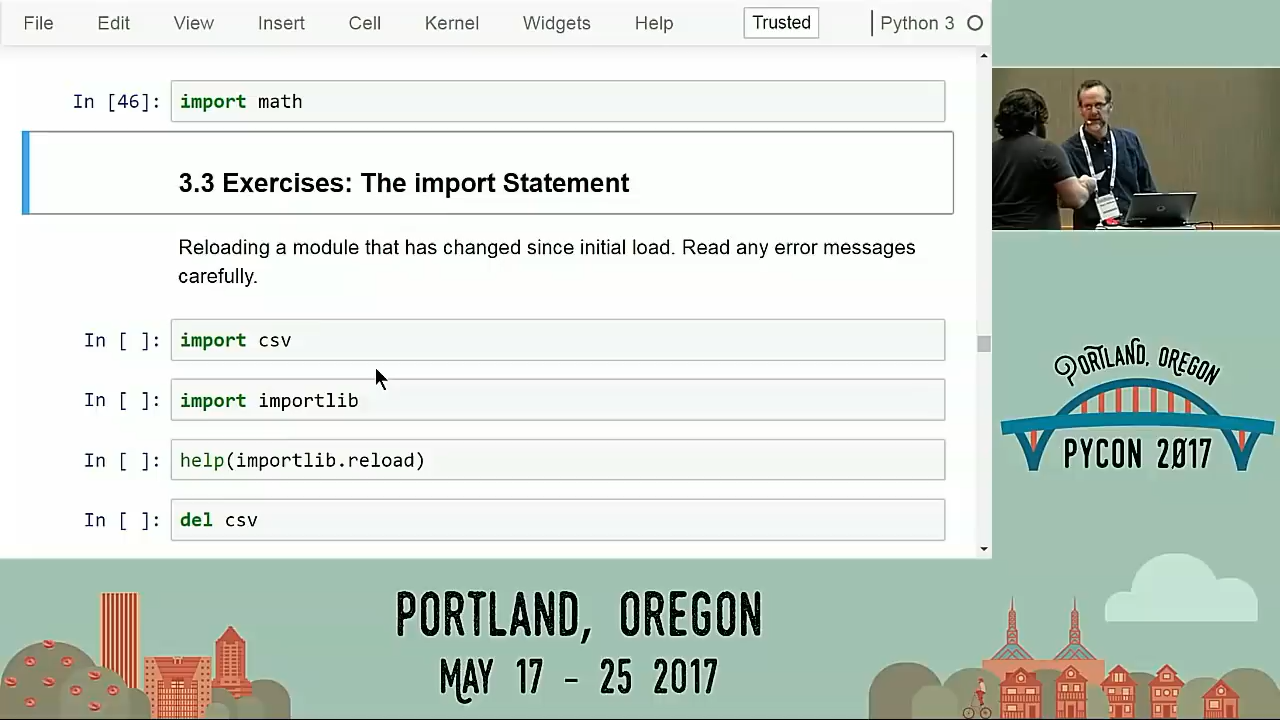 File Edit View Insert Cell Kernel Widgets Help Trusted Python 3
In [46]: import math
3.3 Exercises: The import Statement
Reloading a module that has changed since initial load. Read any error messages
carefully.
In [ ]: import csv
In [ ]: import importlib
In [ ]: help(importlib.reload)
In [ ]: del csv
PORTLAND, OREGON
PYCON 2017
PORTLAND, OREGON
MAY 17 - 25 2017